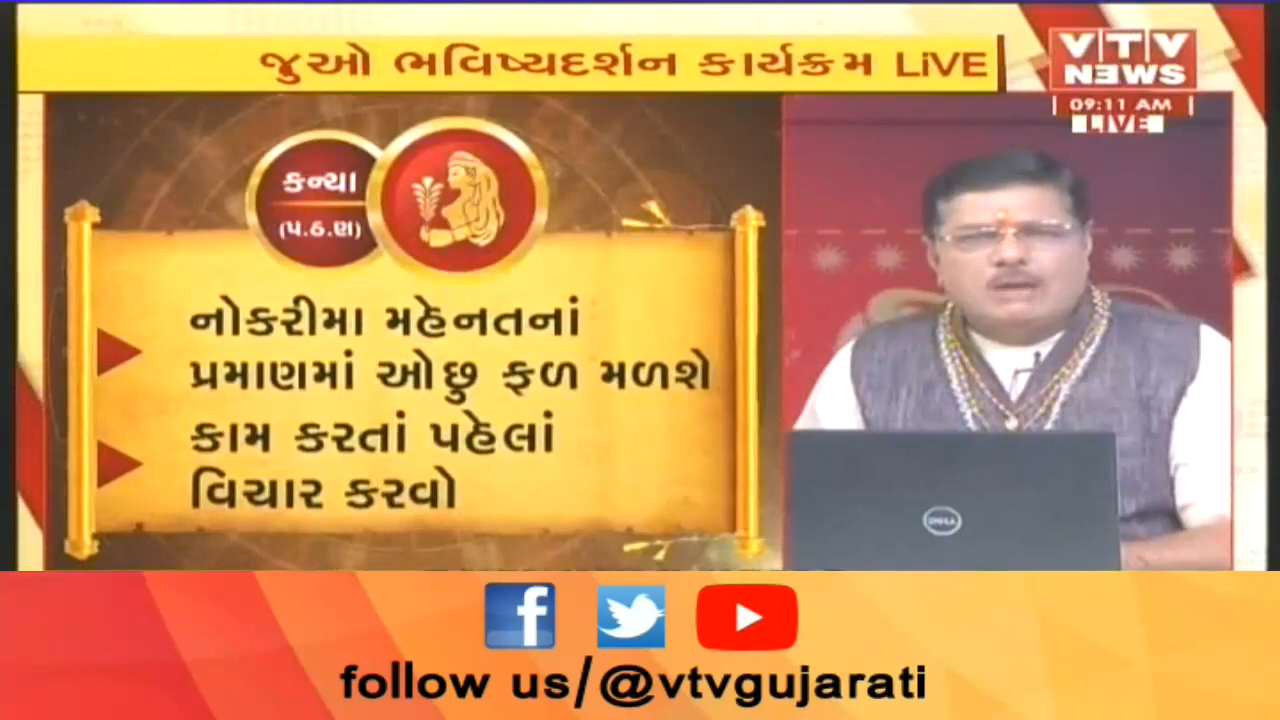 જુઓ ભવિષ્યદર્શન કાર્યક્રમ LiVE
VTV
NEWS
09:11 AM
LIVE
કન્યા
(પ.ઠ.ણ)
નોકરીમા મહેનતનાં
પ્રમાણમાં ઓછુ ફળ મળશે
કામ કરતાં પહેલાં
વિચાર કરવો
DELL
follow us/@vtvgujarati